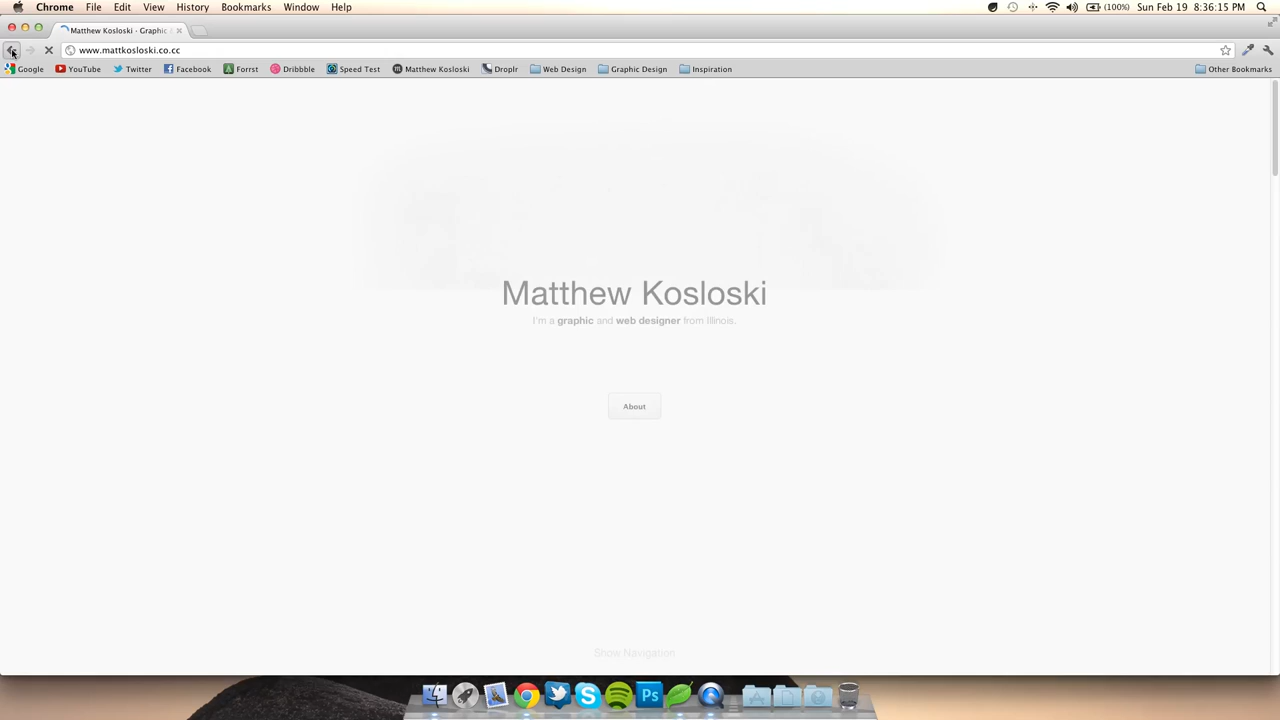 Chrome File Edit View History Bookmarks Window Help (100%) Sun Feb 19 8:36:15 PM
Matthew Kosloski - Graphic
www.mattkosloski.co.cc
Google YouTube Twitter Facebook Forrst Dribbble Speed Test Matthew Kosloski Droplr Web Design Graphic Design Inspiration Other Bookmarks
Matthew Kosloski
I'm a graphic and web designer from Illinois.
About
Show Navigation
Ps